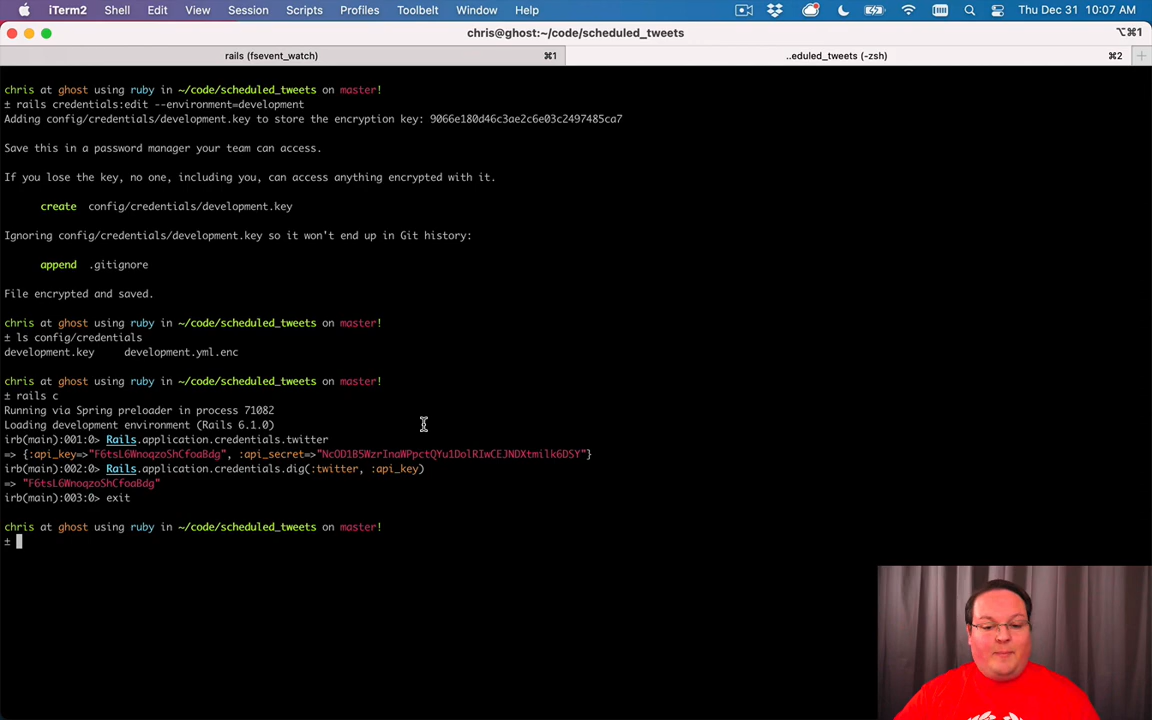 iTerm2 Shell Edit View Session Scripts Profiles Toolbelt Window Help Thu Dec 31 10:07 AM
chris@ghost:~/code/scheduled_tweets ⌥⌘1
rails (fsevent_watch) ⌘1 ..eduled_tweets (-zsh) ⌘2
chris at ghost using ruby in ~/code/scheduled_tweets on master!
± rails credentials:edit --environment=development
Adding config/credentials/development.key to store the encryption key: 9066e180d46c3ae2c6e03c2497485ca7
Save this in a password manager your team can access.
If you lose the key, no one, including you, can access anything encrypted with it.
create config/credentials/development.key
Ignoring config/credentials/development.key so it won't end up in Git history:
append .gitignore
File encrypted and saved.
chris at ghost using ruby in ~/code/scheduled_tweets on master!
± ls config/credentials
development.key development.yml.enc
chris at ghost using ruby in ~/code/scheduled_tweets on master!
± rails c
Running via Spring preloader in process 71082
Loading development environment (Rails 6.1.0)
irb(main):001:0> Rails.application.credentials.twitter
=> {:api_key=>"F6tsL6WnoqzoShCfoaBdg", :api_secret=>"NcOD1B5WzrInaWPpctQYu1DolRIwCEJNDXtmilk6DSY"}
irb(main):002:0> Rails.application.credentials.dig(:twitter, :api_key)
=> "F6tsL6WnoqzoShCfoaBdg"
irb(main):003:0> exit
chris at ghost using ruby in ~/code/scheduled_tweets on master!
±